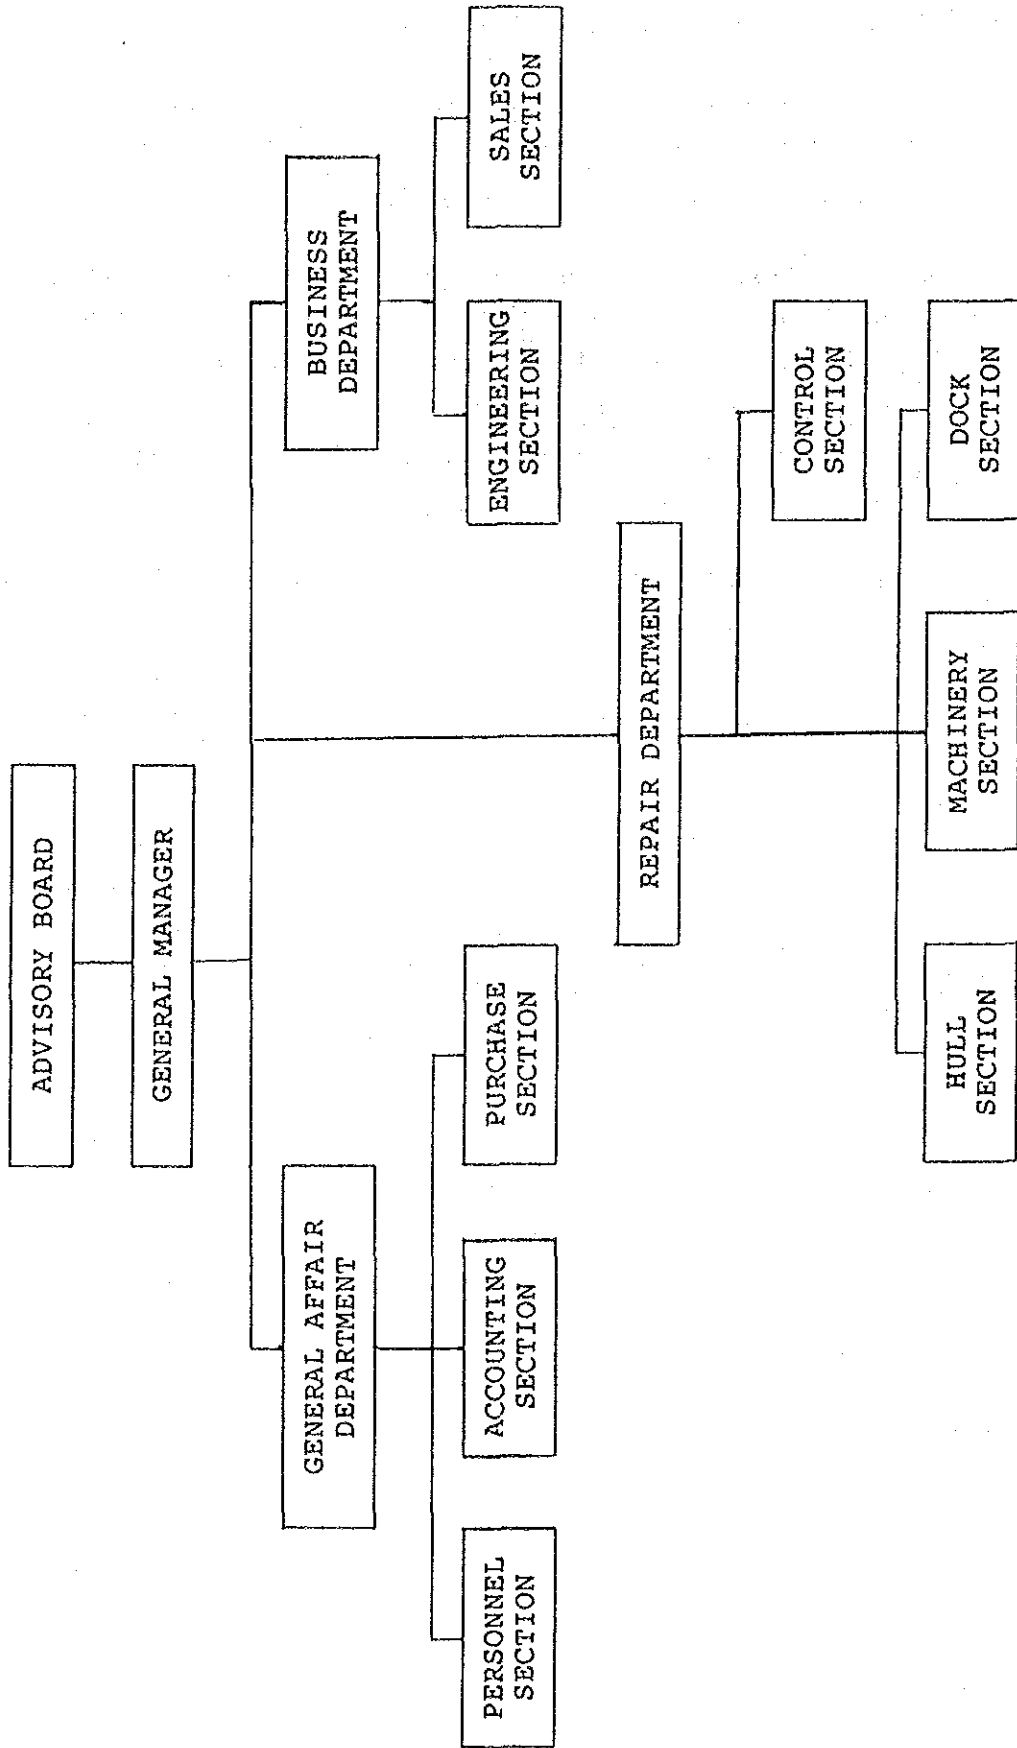 ADVISORY BOARD
GENERAL MANAGER
GENERAL AFFAIR
DEPARTMENT
BUSINESS
DEPARTMENT
PERSONNEL
SECTION
ACCOUNTING
SECTION
PURCHASE
SECTION
ENGINEERING
SECTION
SALES
SECTION
REPAIR DEPARTMENT
CONTROL
SECTION
HULL
SECTION
MACHINERY
SECTION
DOCK
SECTION